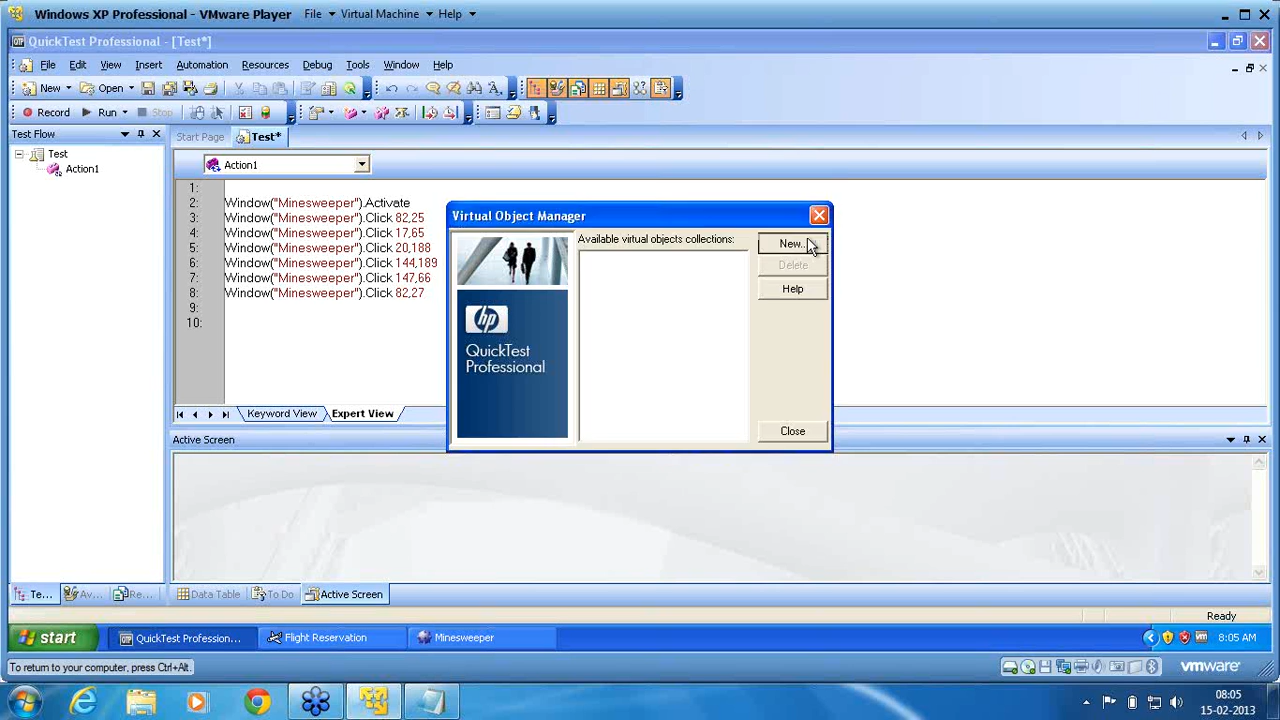 Windows XP Professional - VMware Player File Virtual Machine Help
QuickTest Professional - [Test*]
File Edit View Insert Automation Resources Debug Tools Window Help
New Open
Record Run Stop
Test Flow
Start Page Test*
Test
Action1
Action1
1:
2: Window("Minesweeper").Activate
3: Window("Minesweeper").Click 82,25
4: Window("Minesweeper").Click 17,65
5: Window("Minesweeper").Click 20,188
6: Window("Minesweeper").Click 144,189
7: Window("Minesweeper").Click 147,66
8: Window("Minesweeper").Click 82,27
9:
10:
Virtual Object Manager
Available virtual objects collections:
New...
Delete
Help
hp
QuickTest
Professional
Close
Keyword View Expert View
Active Screen
Te... Av... Re... Data Table To Do Active Screen
Ready
start QuickTest Profession... Flight Reservation Minesweeper 8:05 AM
To return to your computer, press Ctrl+Alt. vmware
08:05
15-02-2013